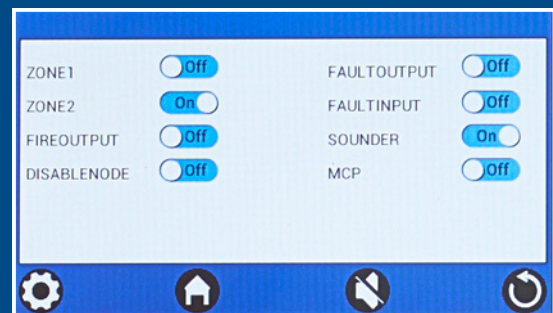 ZONE1 Off
ZONE2 On
FIREOUTPUT Off
DISABLENODE Off
FAULTOUTPUT Off
FAULTINPUT Off
SOUNDER On
MCP Off